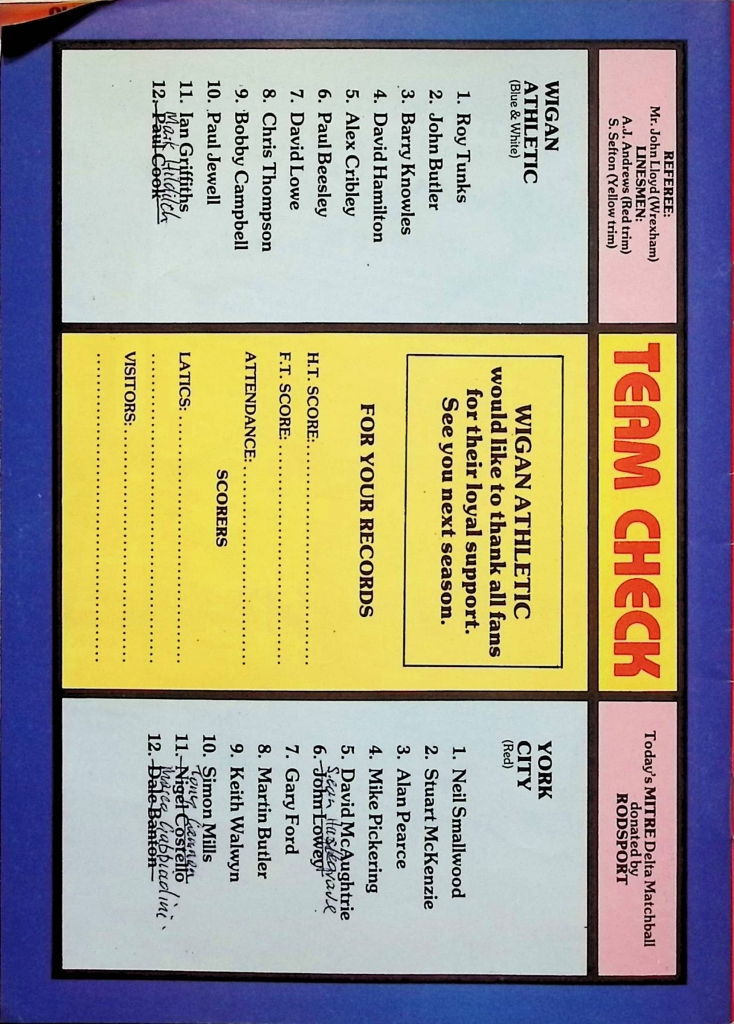 REFEREE:
Mr. John Lloyd (Wrexham)
LINESMEN:
A.J. Andrews (Red trim)
S. Sefton (Yellow trim)
TEAM CHECK
Today's MITRE Delta Matchball
donated by
RODSPORT
WIGAN
ATHLETIC
(Blue & White)
1. Roy Tunks
2. John Butler
3. Barry Knowles
4. David Hamilton
5. Alex Cribley
6. Paul Beesley
7. David Lowe
8. Chris Thompson
9. Bobby Campbell
10. Paul Jewell
11. Ian Griffiths
Mark Hilditch
12. Paul Cook
WIGAN ATHLETIC
would like to thank all fans
for their loyal support.
See you next season.
FOR YOUR RECORDS
H.T. SCORE:
F.T. SCORE:
ATTENDANCE:
SCORERS
LATICS:
VISITORS:
YORK
CITY
(Red)
1. Neil Smallwood
2. Stuart McKenzie
3. Alan Pearce
4. Mike Pickering
5. David McAughtrie
Sean
6. John Lowey
7. Gary Ford
8. Martin Butler
9. Keith Walwyn
10. Simon Mills
Tony Canham
11. Nigel Costello
Marco Gabbiadini.
12. Dale Banton